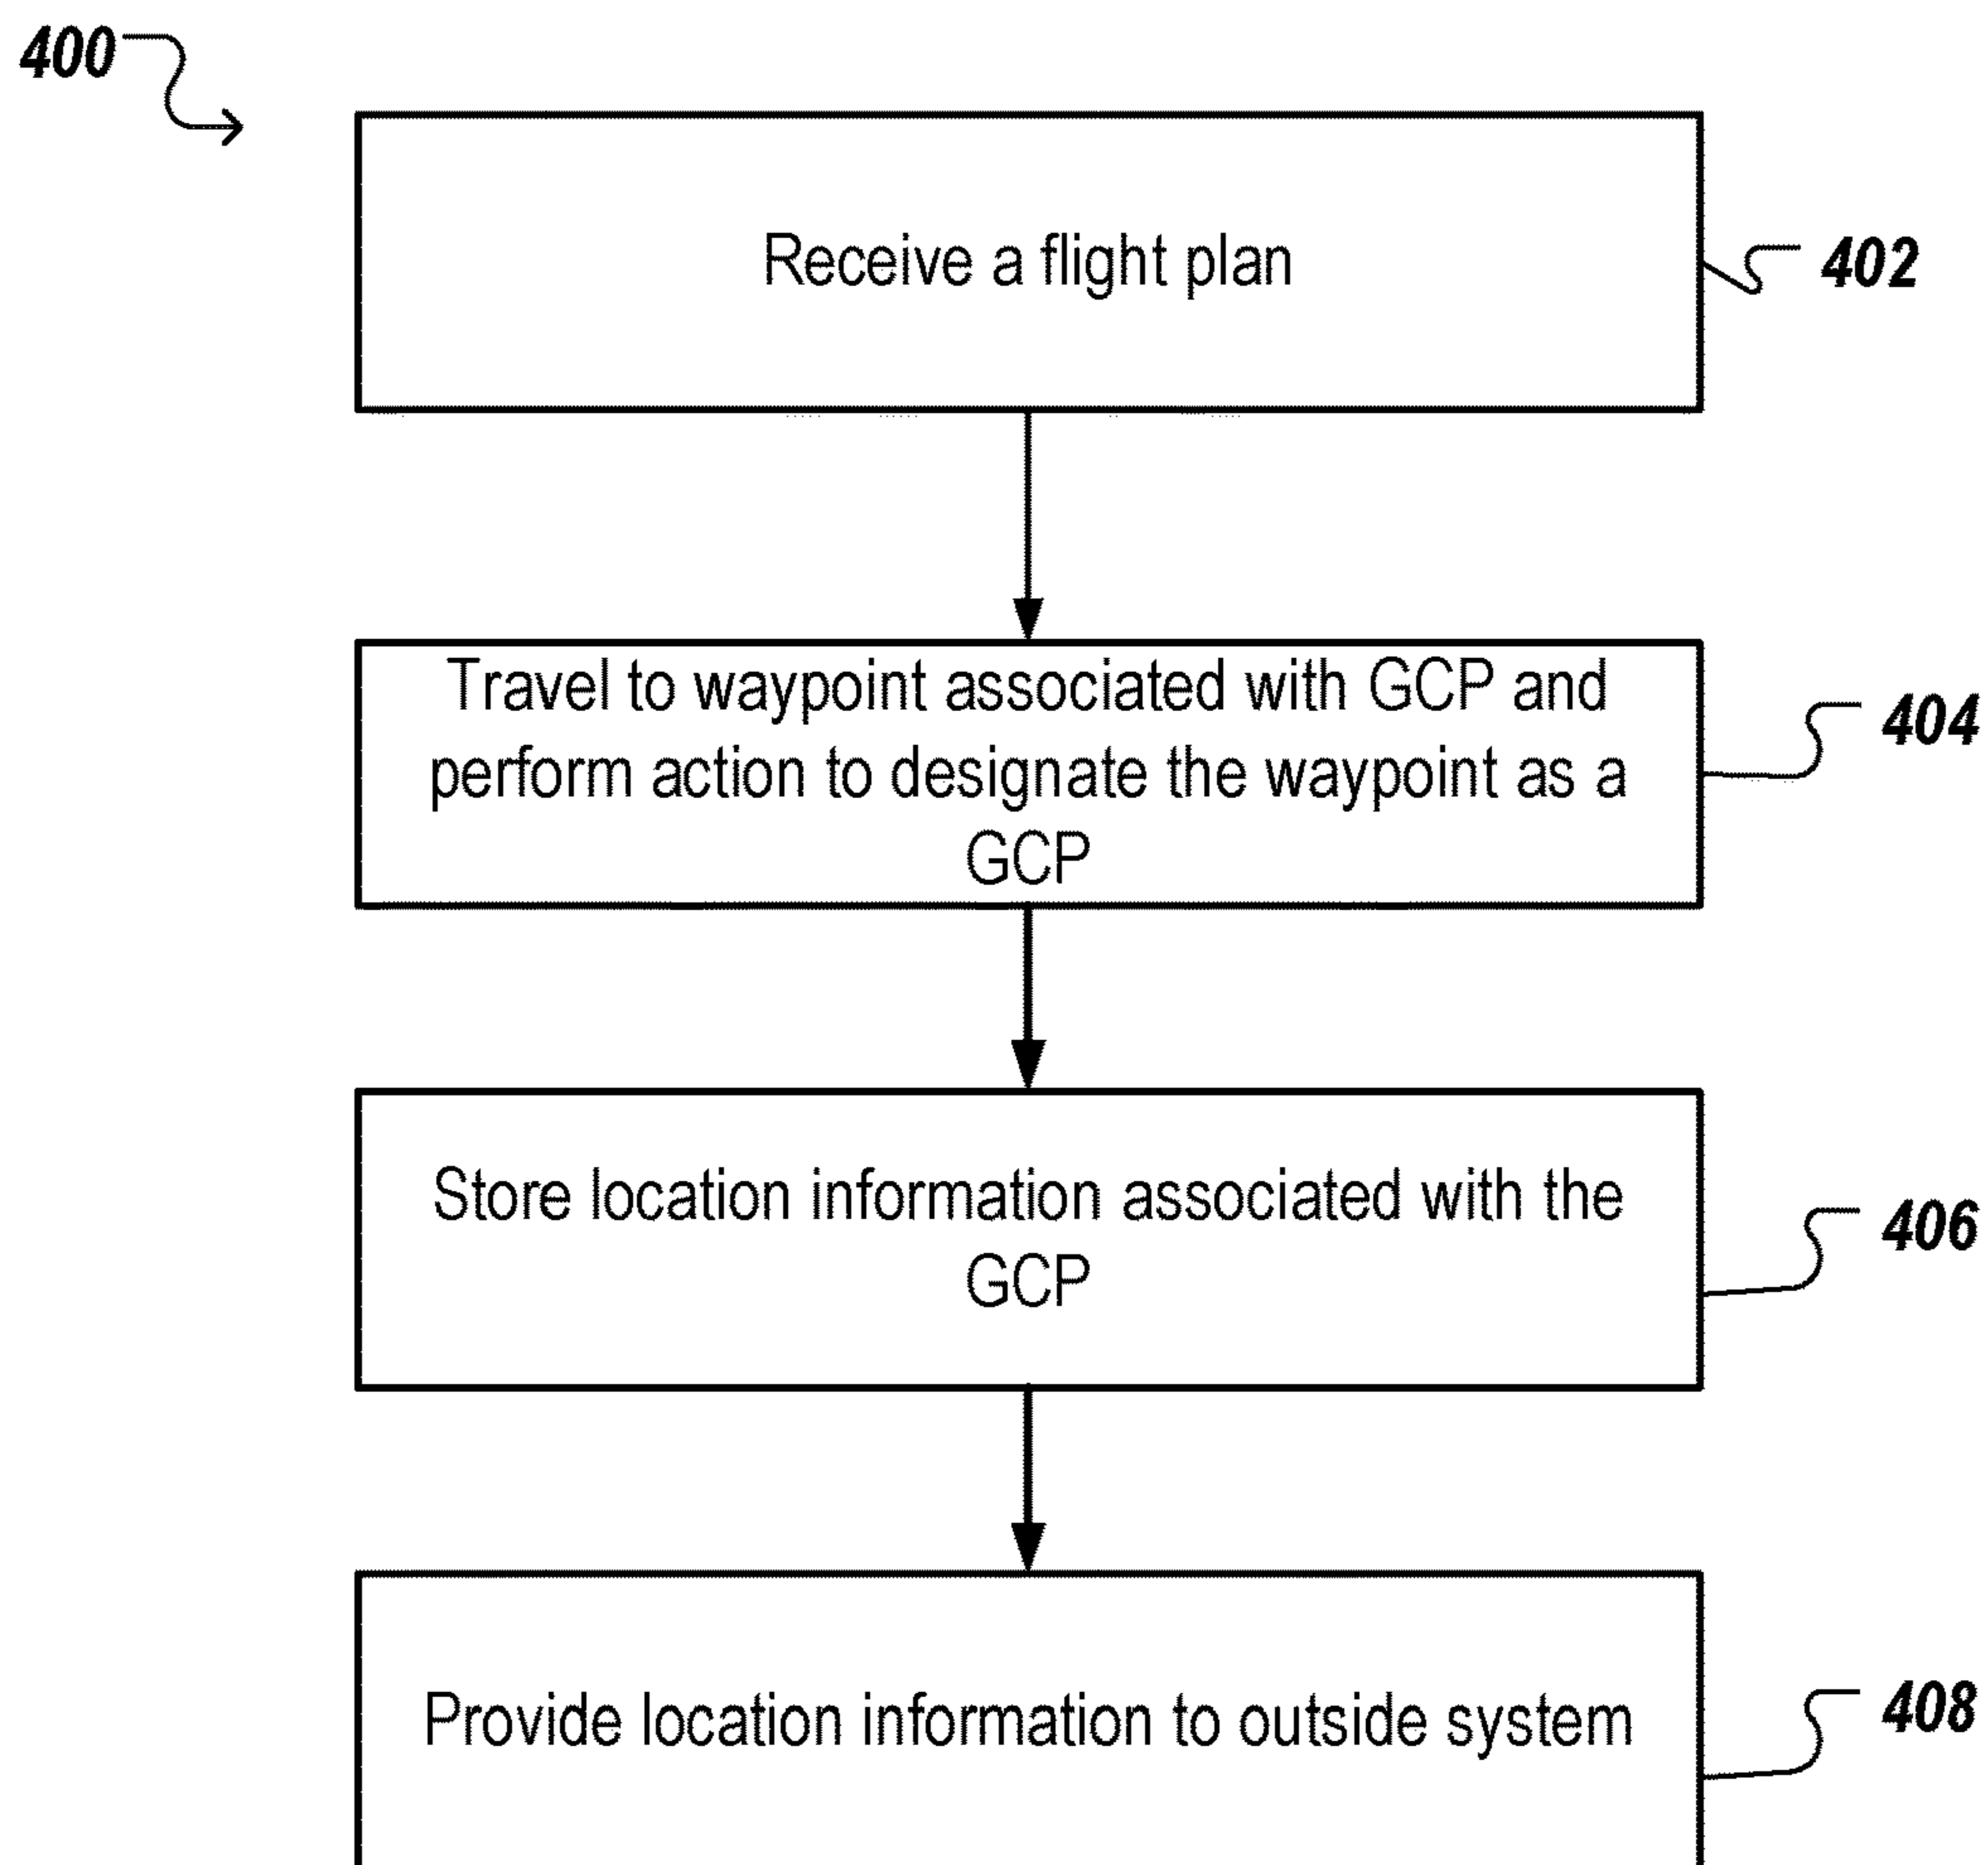 400
Receive a flight plan
402
Travel to waypoint associated with GCP and
perform action to designate the waypoint as a
GCP
404
Store location information associated with the
GCP
406
Provide location information to outside system
408